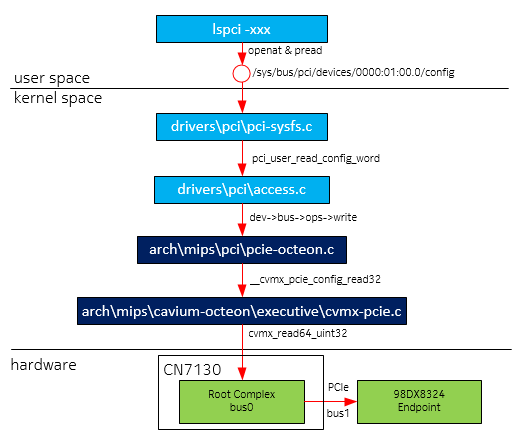 lspci -xxx
openat & pread
/sys/bus/pci/devices/0000:01:00.0/config
user space
kernel space
drivers\pci\pci-sysfs.c
pci_user_read_config_word
drivers\pci\access.c
dev->bus->ops->write
arch\mips\pci\pcie-octeon.c
__cvmx_pcie_config_read32
arch\mips\cavium-octeon\executive\cvmx-pcie.c
cvmx_read64_uint32
hardware
CN7130
Root Complex
bus0
PCIe
bus1
98DX8324
Endpoint